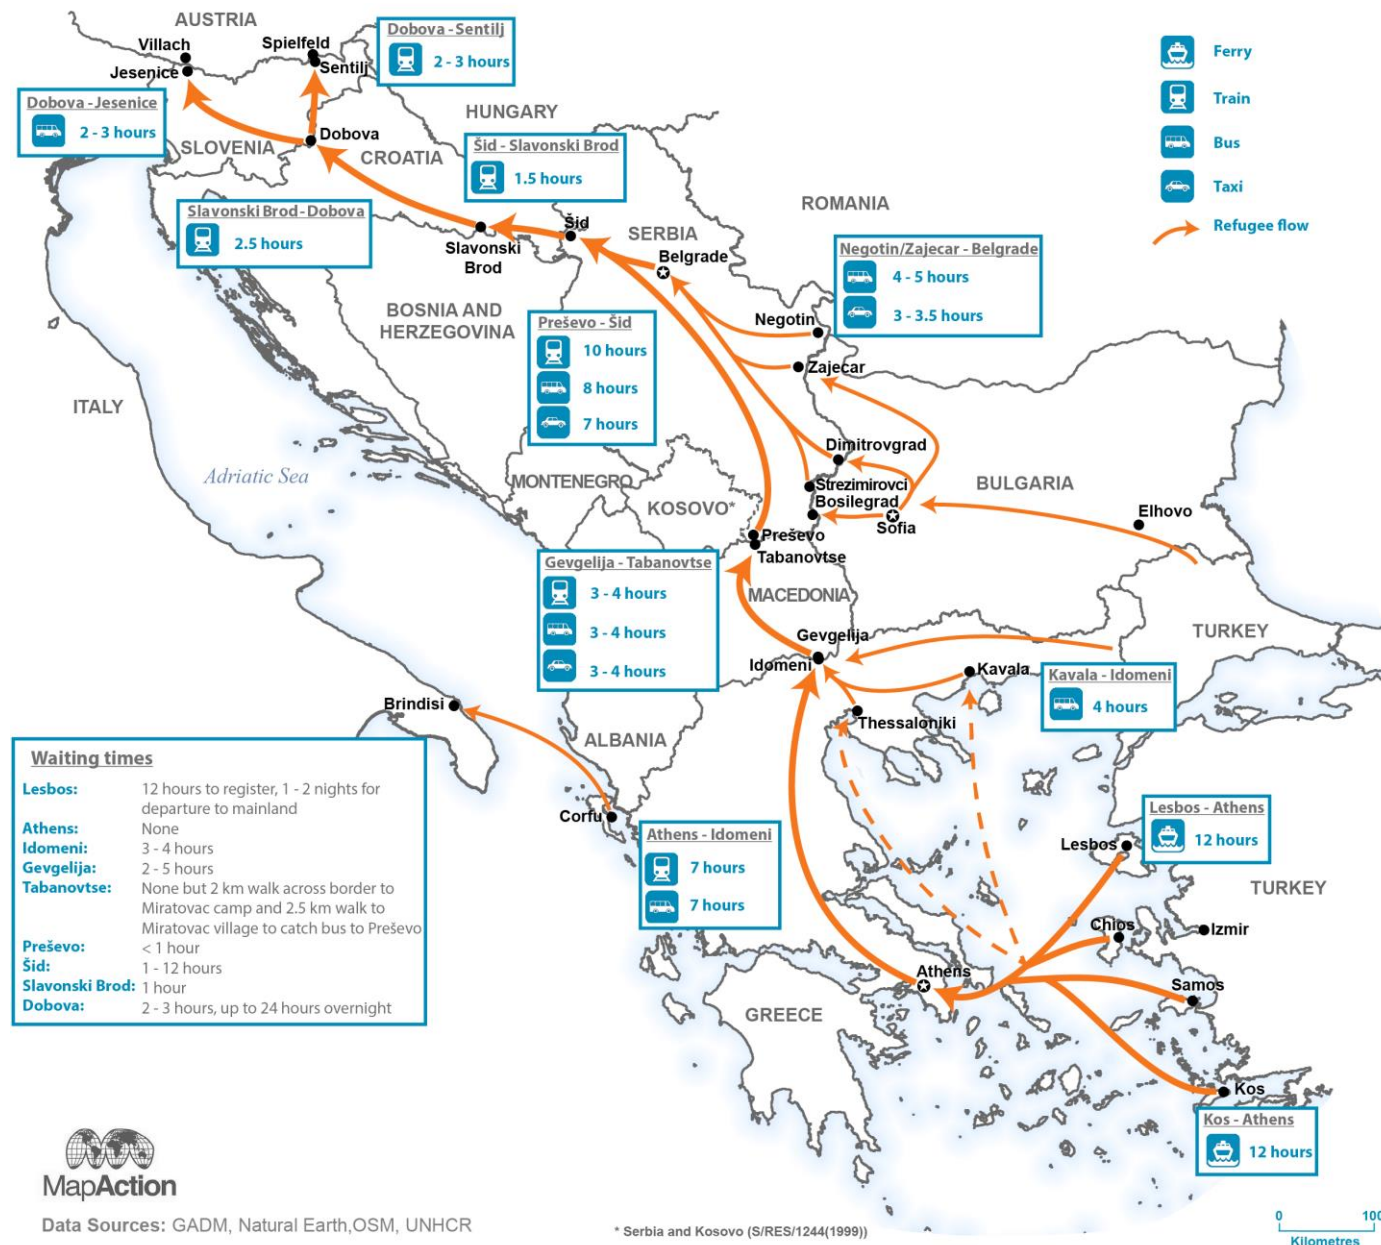 AUSTRIA
Villach
Spielfeld
Jesenice
Sentilj
Dobova - Sentilj
2 - 3 hours
Dobova - Jesenice
2 - 3 hours
HUNGARY
Dobova
SLOVENIA
CROATIA
Šid - Slavonski Brod
1.5 hours
Ferry
Train
Bus
Taxi
Refugee flow
ROMANIA
Slavonski Brod - Dobova
2.5 hours
Šid
Slavonski
Brod
SERBIA
Belgrade
Negotin/Zajecar - Belgrade
4 - 5 hours
3 - 3.5 hours
BOSNIA AND
HERZEGOVINA
Preševo - Šid
10 hours
8 hours
7 hours
Negotin
Zajecar
ITALY
Adriatic Sea
Dimitrovgrad
Strezimirovci
Bosilegrad
Sofia
BULGARIA
Elhovo
MONTENEGRO
KOSOVO*
Preševo
Tabanovtse
Gevgelija - Tabanovtse
3 - 4 hours
3 - 4 hours
3 - 4 hours
MACEDONIA
Gevgelija
Idomeni
TURKEY
Kavala
Kavala - Idomeni
4 hours
Thessaloniki
Brindisi
ALBANIA
Corfu
Waiting times
Lesbos: 12 hours to register, 1 - 2 nights for
departure to mainland
Athens: None
Idomeni: 3 - 4 hours
Gevgelija: 2 - 5 hours
Tabanovtse: None but 2 km walk across border to
Miratovac camp and 2.5 km walk to
Miratovac village to catch bus to Preševo
Preševo: < 1 hour
Šid: 1 - 12 hours
Slavonski Brod: 1 hour
Dobova: 2 - 3 hours, up to 24 hours overnight
Athens - Idomeni
7 hours
7 hours
Lesbos - Athens
12 hours
Lesbos
TURKEY
Chios
Izmir
Athens
Samos
GREECE
Kos
Kos - Athens
12 hours
MapAction
Data Sources: GADM, Natural Earth,OSM, UNHCR
* Serbia and Kosovo (S/RES/1244(1999))
0 100
Kilometres